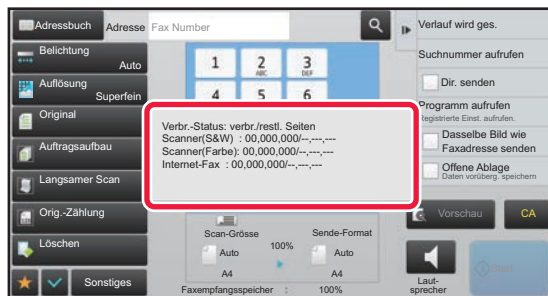 Adressbuch
Adresse
Fax Number
Belichtung
Auto
Auflösung
Superfein
Original
Auftragsaufbau
Langsamer Scan
Orig.-Zählung
Löschen
Sonstiges
1
2
ABC
3
DEF
4
5
6
Verbr.-Status: verbr./restl. Seiten
Scanner(S&W) : 00,000,000/--,---,---
Scanner(Farbe): 00,000,000/--,---,---
Internet-Fax : 00,000,000/--,---,---
Scan-Grösse
Sende-Format
100%
Auto
Auto
A4
A4
Faxempfangsspeicher : 100%
Verlauf wird ges.
Suchnummer aufrufen
Dir. senden
Programm aufrufen
Registrierte Einst. aufrufen.
Dasselbe Bild wie
Faxadresse senden
Offene Ablage
Daten vorüberg. speichern
Vorschau
CA
Laut-
sprecher
Start